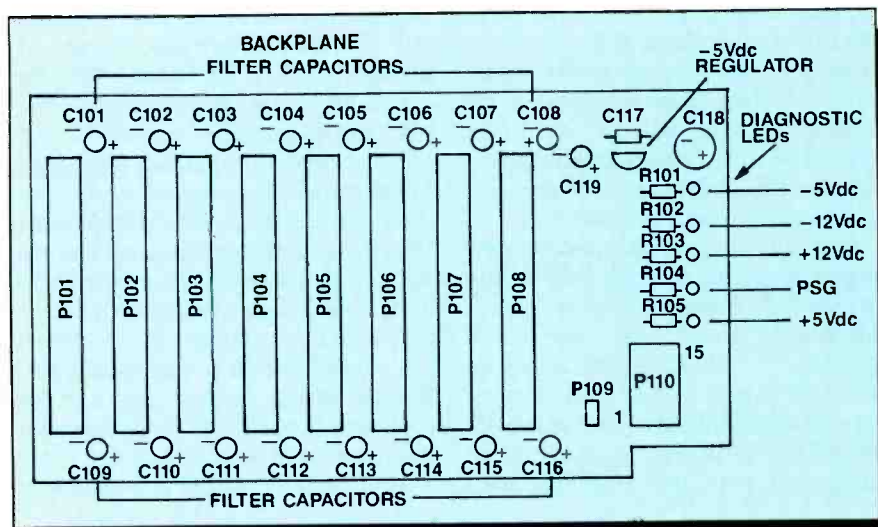 BACKPLANE
FILTER CAPACITORS
-5Vdc
REGULATOR
C101 C102 C103 C104 C105 C106 C107 C108 C117 C118
DIAGNOSTIC
LEDs
C119
R101
-5Vdc
R102
-12Vdc
R103
+12Vdc
R104
PSG
R105
+5Vdc
P101 P102 P103 P104 P105 P106 P107 P108
15
P110
P109
1
C109 C110 C111 C112 C113 C114 C115 C116
FILTER CAPACITORS